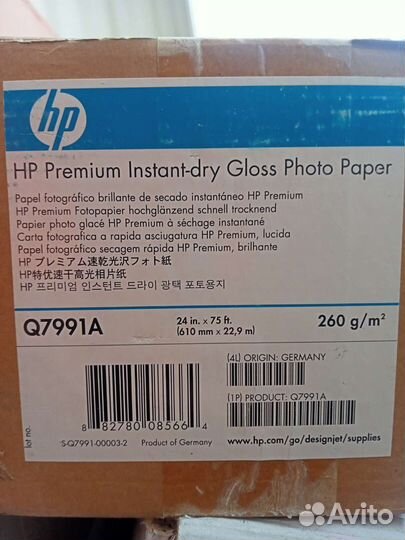 hp
HP Premium Instant-dry Gloss Photo Paper
Papel fotográfico brillante de secado instantáneo HP Premium
HP Premium Fotopapier hochglänzend schnell trocknend
Papier photo glacé HP Premium à séchage instantané
Carta fotografica a rapida asciugatura HP Premium, lucida
Papel fotográfico secagem rápida HP Premium, brilhante
HP プレミアム速乾光沢フォト紙
HP特优速干高光相片纸
HP 프리미엄 인스턴트 드라이 광택 포토용지
Q7991A
24 in. x 75 ft.
(610 mm x 22,9 m)
260 g/m²
(4L) ORIGIN: GERMANY
(1P) PRODUCT: Q7991A
8 82780 08566 4
lot no.
S-Q7991-00003-2 Product of Germany
www.hp.com/go/designjet/supplies
Avito